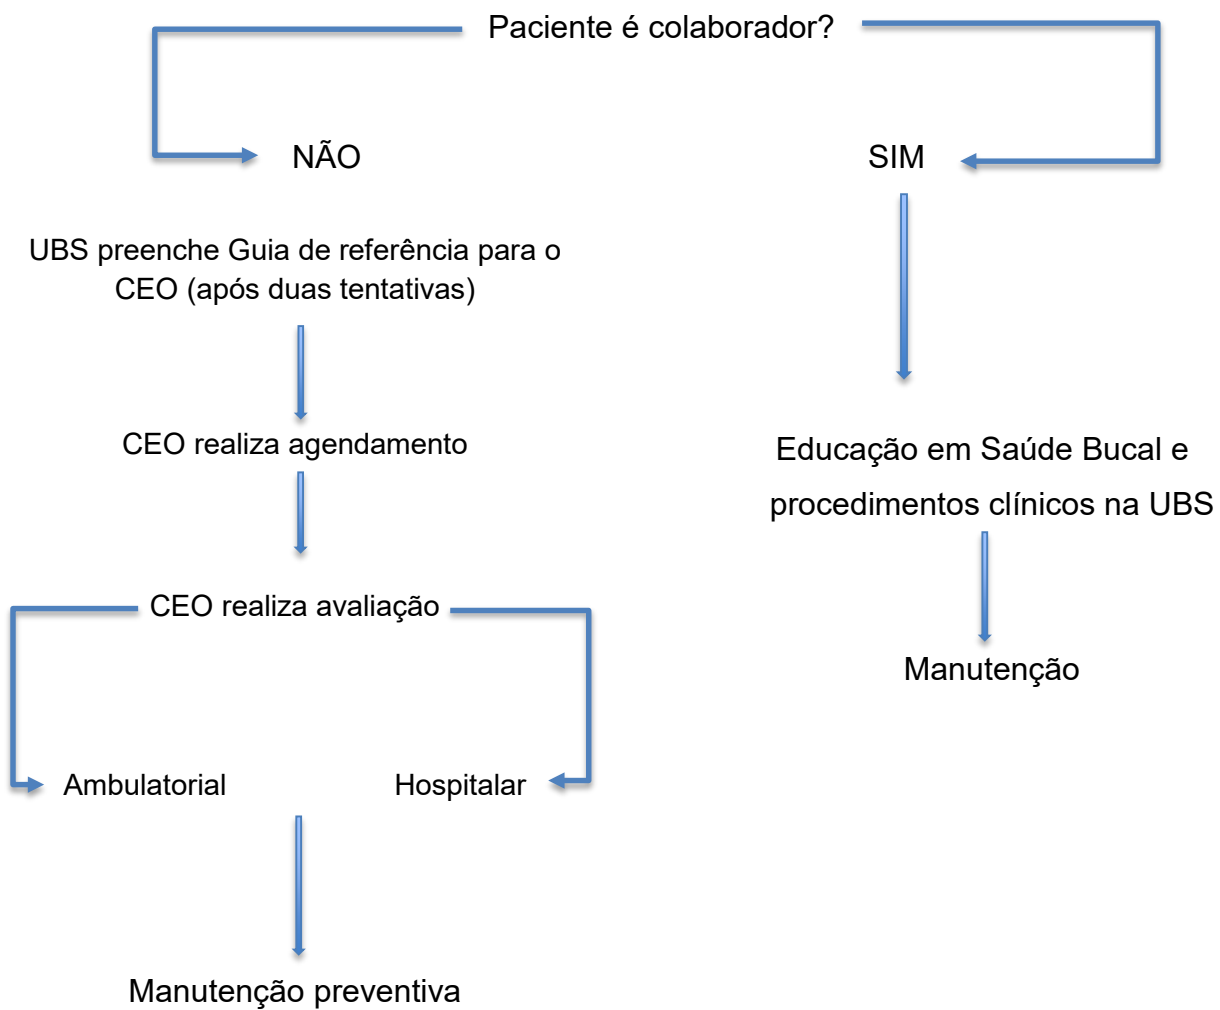 Paciente é colaborador?
NÃO
SIM
UBS preenche Guia de referência para o
CEO (após duas tentativas)
CEO realiza agendamento
Educação em Saúde Bucal e
procedimentos clínicos na UBS
CEO realiza avaliação
Manutenção
Ambulatorial
Hospitalar
Manutenção preventiva